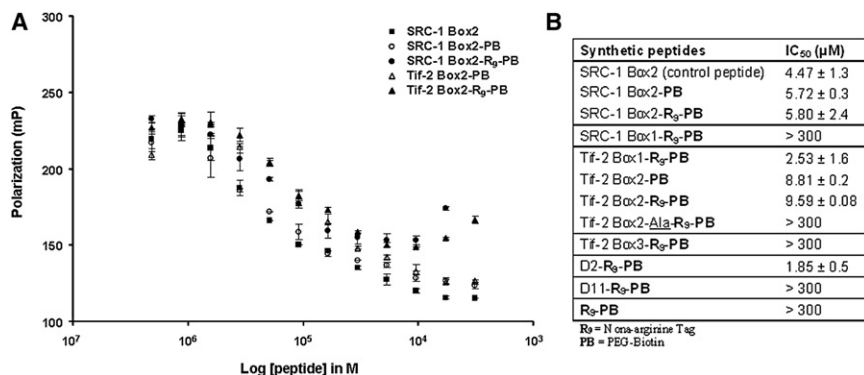 A
300
250
200
150
100
Polarization (mP)
10⁷
10⁶
10⁵
10⁴
10³
Log [peptide] in M
SRC-1 Box2
SRC-1 Box2-PB
SRC-1 Box2-R₉-PB
Tif-2 Box2-PB
Tif-2 Box2-R₉-PB
B
Synthetic peptides IC₅₀ (µM)
SRC-1 Box2 (control peptide) 4.47 ± 1.3
SRC-1 Box2-PB 5.72 ± 0.3
SRC-1 Box2-R₉-PB 5.80 ± 2.4
SRC-1 Box1-R₉-PB > 300
Tif-2 Box1-R₉-PB 2.53 ± 1.6
Tif-2 Box2-PB 8.81 ± 0.2
Tif-2 Box2-R₉-PB 9.59 ± 0.08
Tif-2 Box2-Ala-R₉-PB > 300
Tif-2 Box3-R₉-PB > 300
D2-R₉-PB 1.85 ± 0.5
D11-R₉-PB > 300
R₉-PB > 300
R₉ = Nona-arginine Tag
PB = PEG-Biotin